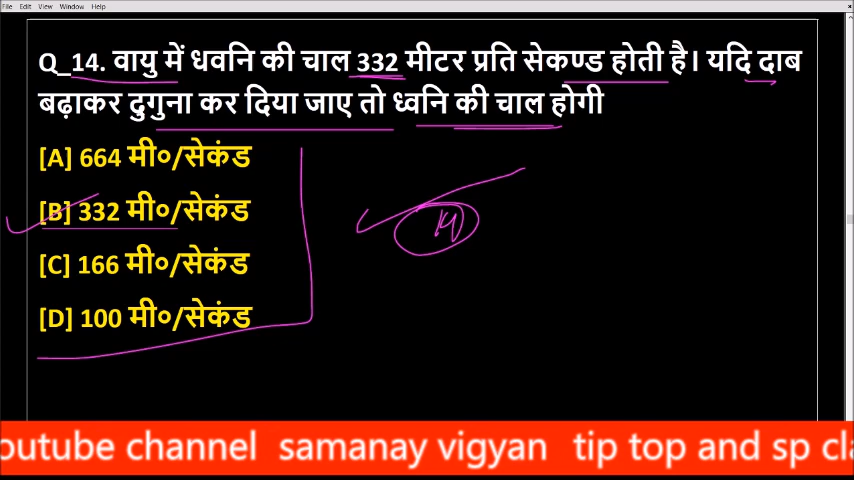 File Edit View Window Help
Q_14. वायु में धवनि की चाल 332 मीटर प्रति सेकण्ड होती है। यदि दाब
बढ़ाकर दुगुना कर दिया जाए तो ध्वनि की चाल होगी
[A] 664 मी०/सेकंड
[B] 332 मी०/सेकंड
[C] 166 मी०/सेकंड
[D] 100 मी०/सेकंड
outube channel samanay vigyan tip top and sp cla